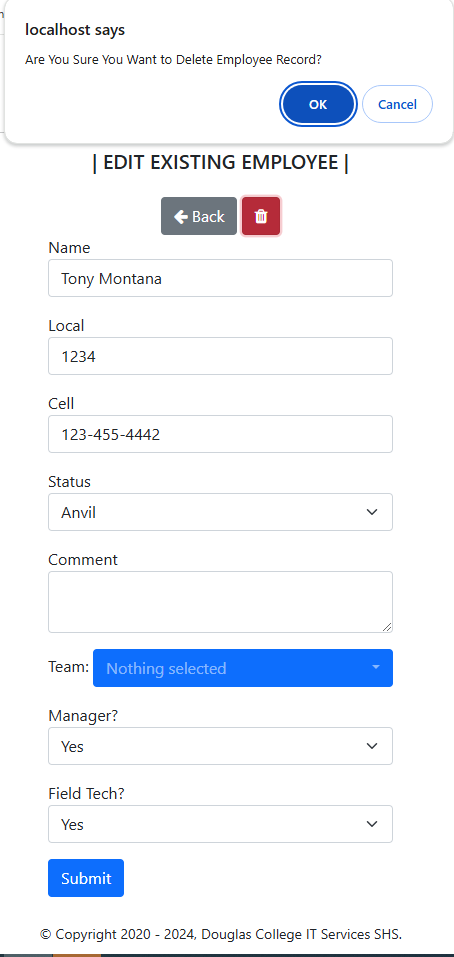 localhost says
Are You Sure You Want to Delete Employee Record?
OK
Cancel
| EDIT EXISTING EMPLOYEE |
Back
Name
Tony Montana
Local
1234
Cell
123-455-4442
Status
Anvil
Comment
Team: Nothing selected
Manager?
Yes
Field Tech?
Yes
Submit
© Copyright 2020 - 2024, Douglas College IT Services SHS.